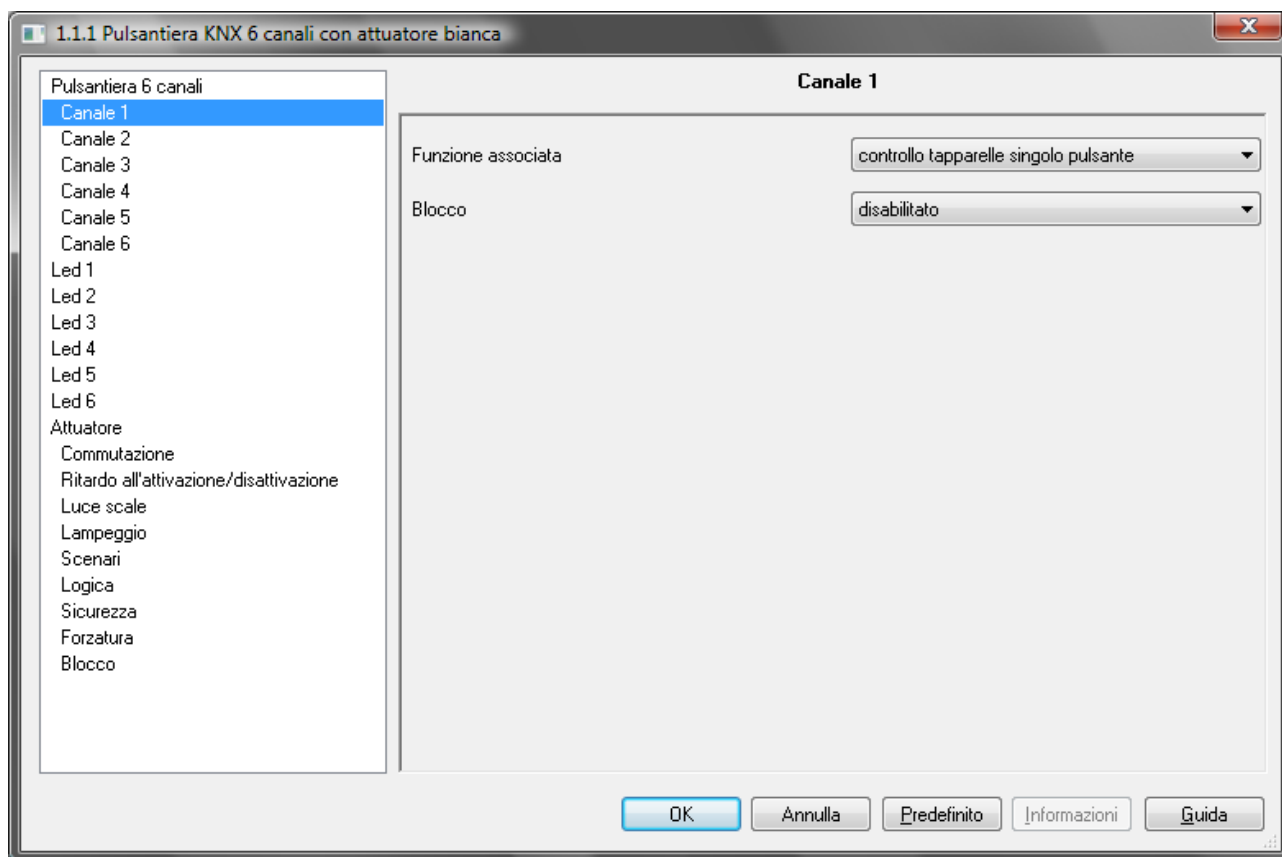 1.1.1 Pulsantiera KNX 6 canali con attuatore bianca
Pulsantiera 6 canali
Canale 1
Canale 2
Canale 3
Canale 4
Canale 5
Canale 6
Led 1
Led 2
Led 3
Led 4
Led 5
Led 6
Attuatore
Commutazione
Ritardo all'attivazione/disattivazione
Luce scale
Lampeggio
Scenari
Logica
Sicurezza
Forzatura
Blocco
Canale 1
Funzione associata controllo tapparelle singolo pulsante
Blocco disabilitato
OK Annulla Predefinito Informazioni Guida